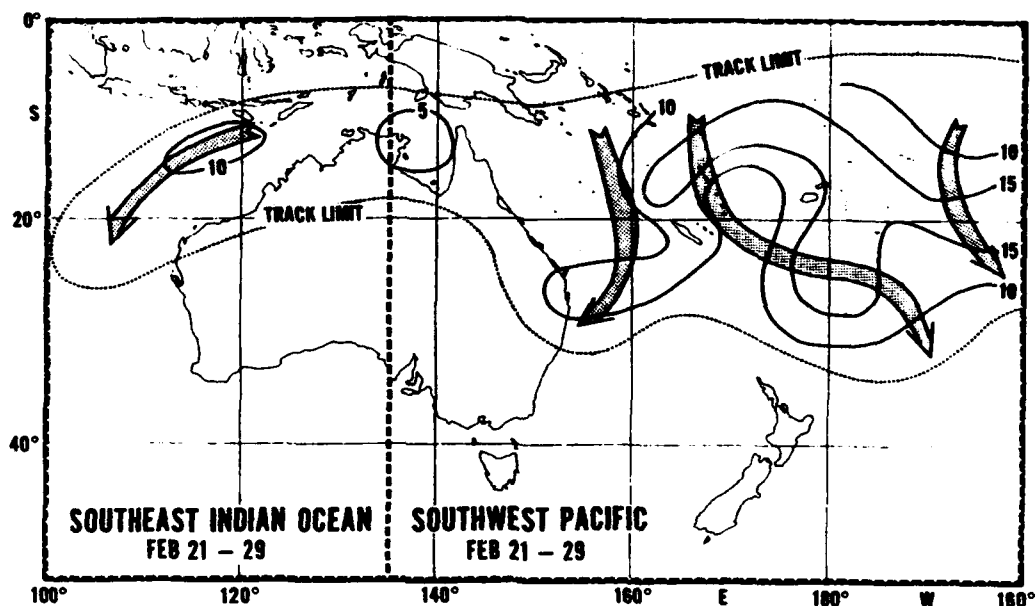 0°
TRACK LIMIT
5
10
S
10
10
15
TRACK LIMIT
20°
15
10
40°
SOUTHEAST INDIAN OCEAN
FEB 21 – 29
SOUTHWEST PACIFIC
FEB 21 – 29
100° 120° 140° 160° E 180° W 160°